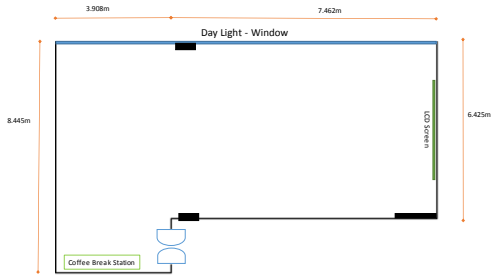 3.908m
7.462m
Day Light - Window
8.445m
LCD Screen
6.425m
Coffee Break Station